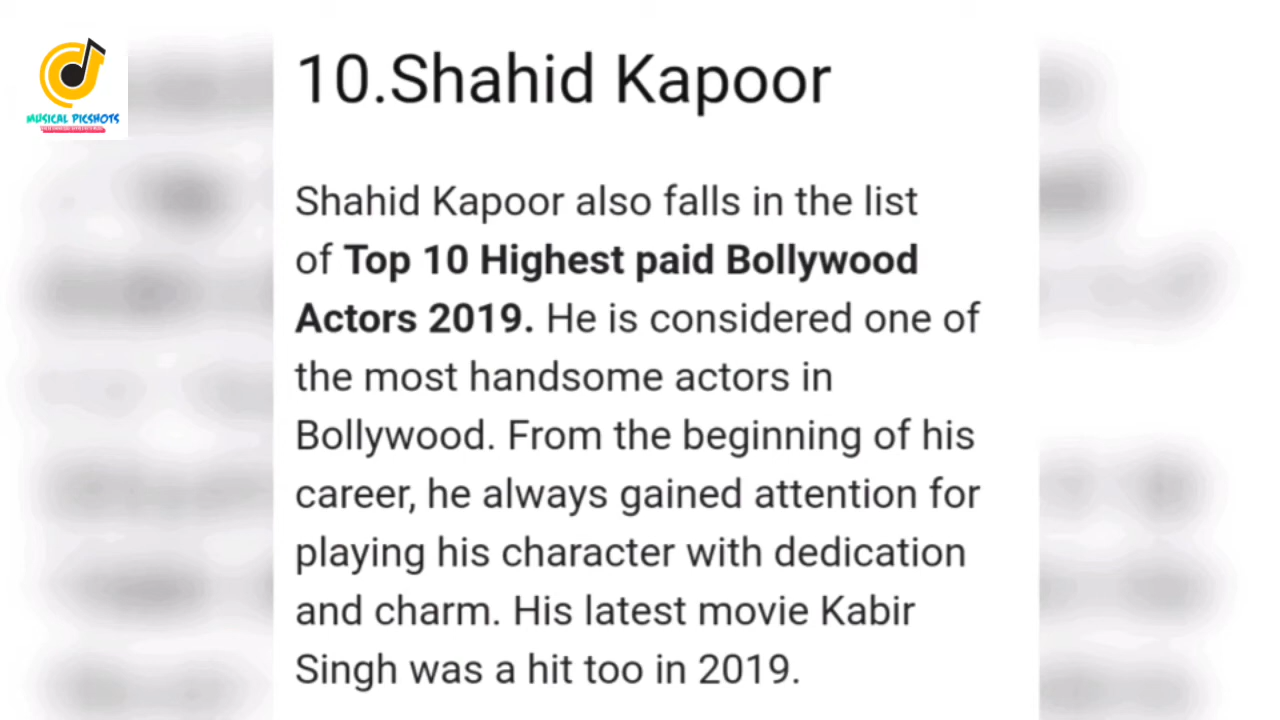 MUSICAL PICSHOTS
10.Shahid Kapoor
Shahid Kapoor also falls in the list
of Top 10 Highest paid Bollywood
Actors 2019. He is considered one of
the most handsome actors in
Bollywood. From the beginning of his
career, he always gained attention for
playing his character with dedication
and charm. His latest movie Kabir
Singh was a hit too in 2019.